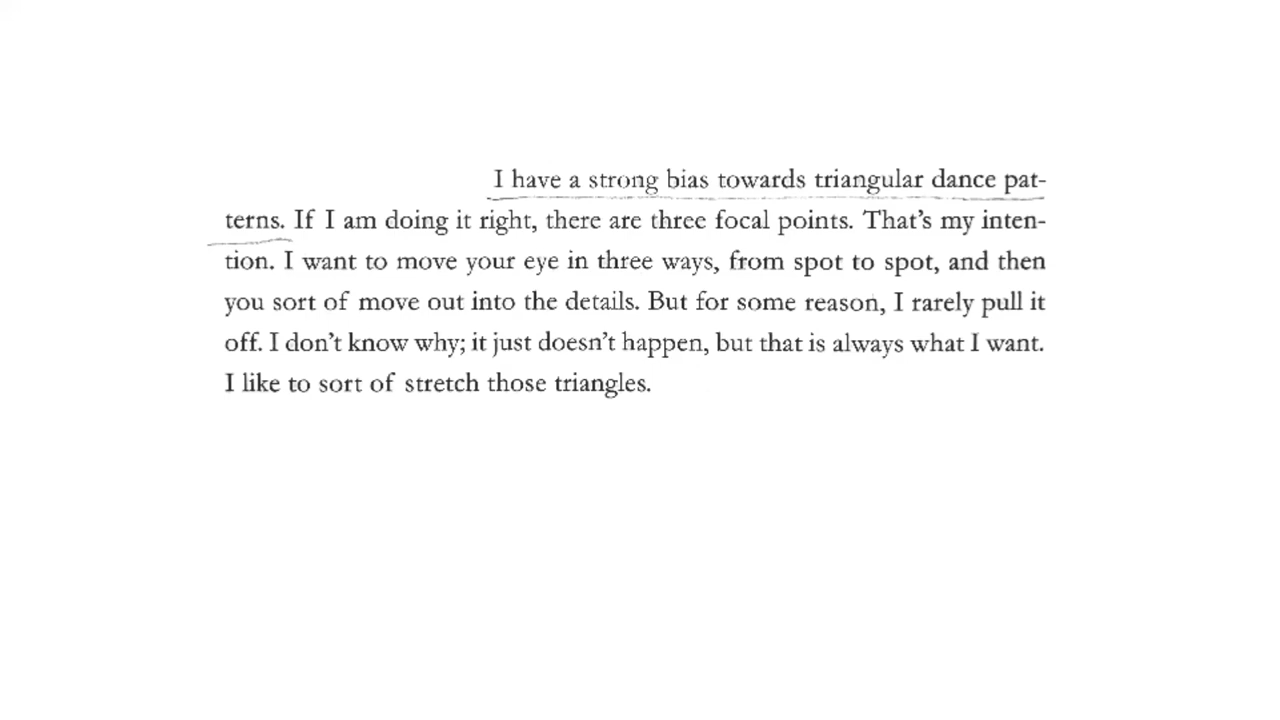 I have a strong bias towards triangular dance pat-
terns. If I am doing it right, there are three focal points. That’s my inten-
tion. I want to move your eye in three ways, from spot to spot, and then
you sort of move out into the details. But for some reason, I rarely pull it
off. I don’t know why; it just doesn’t happen, but that is always what I want.
I like to sort of stretch those triangles.